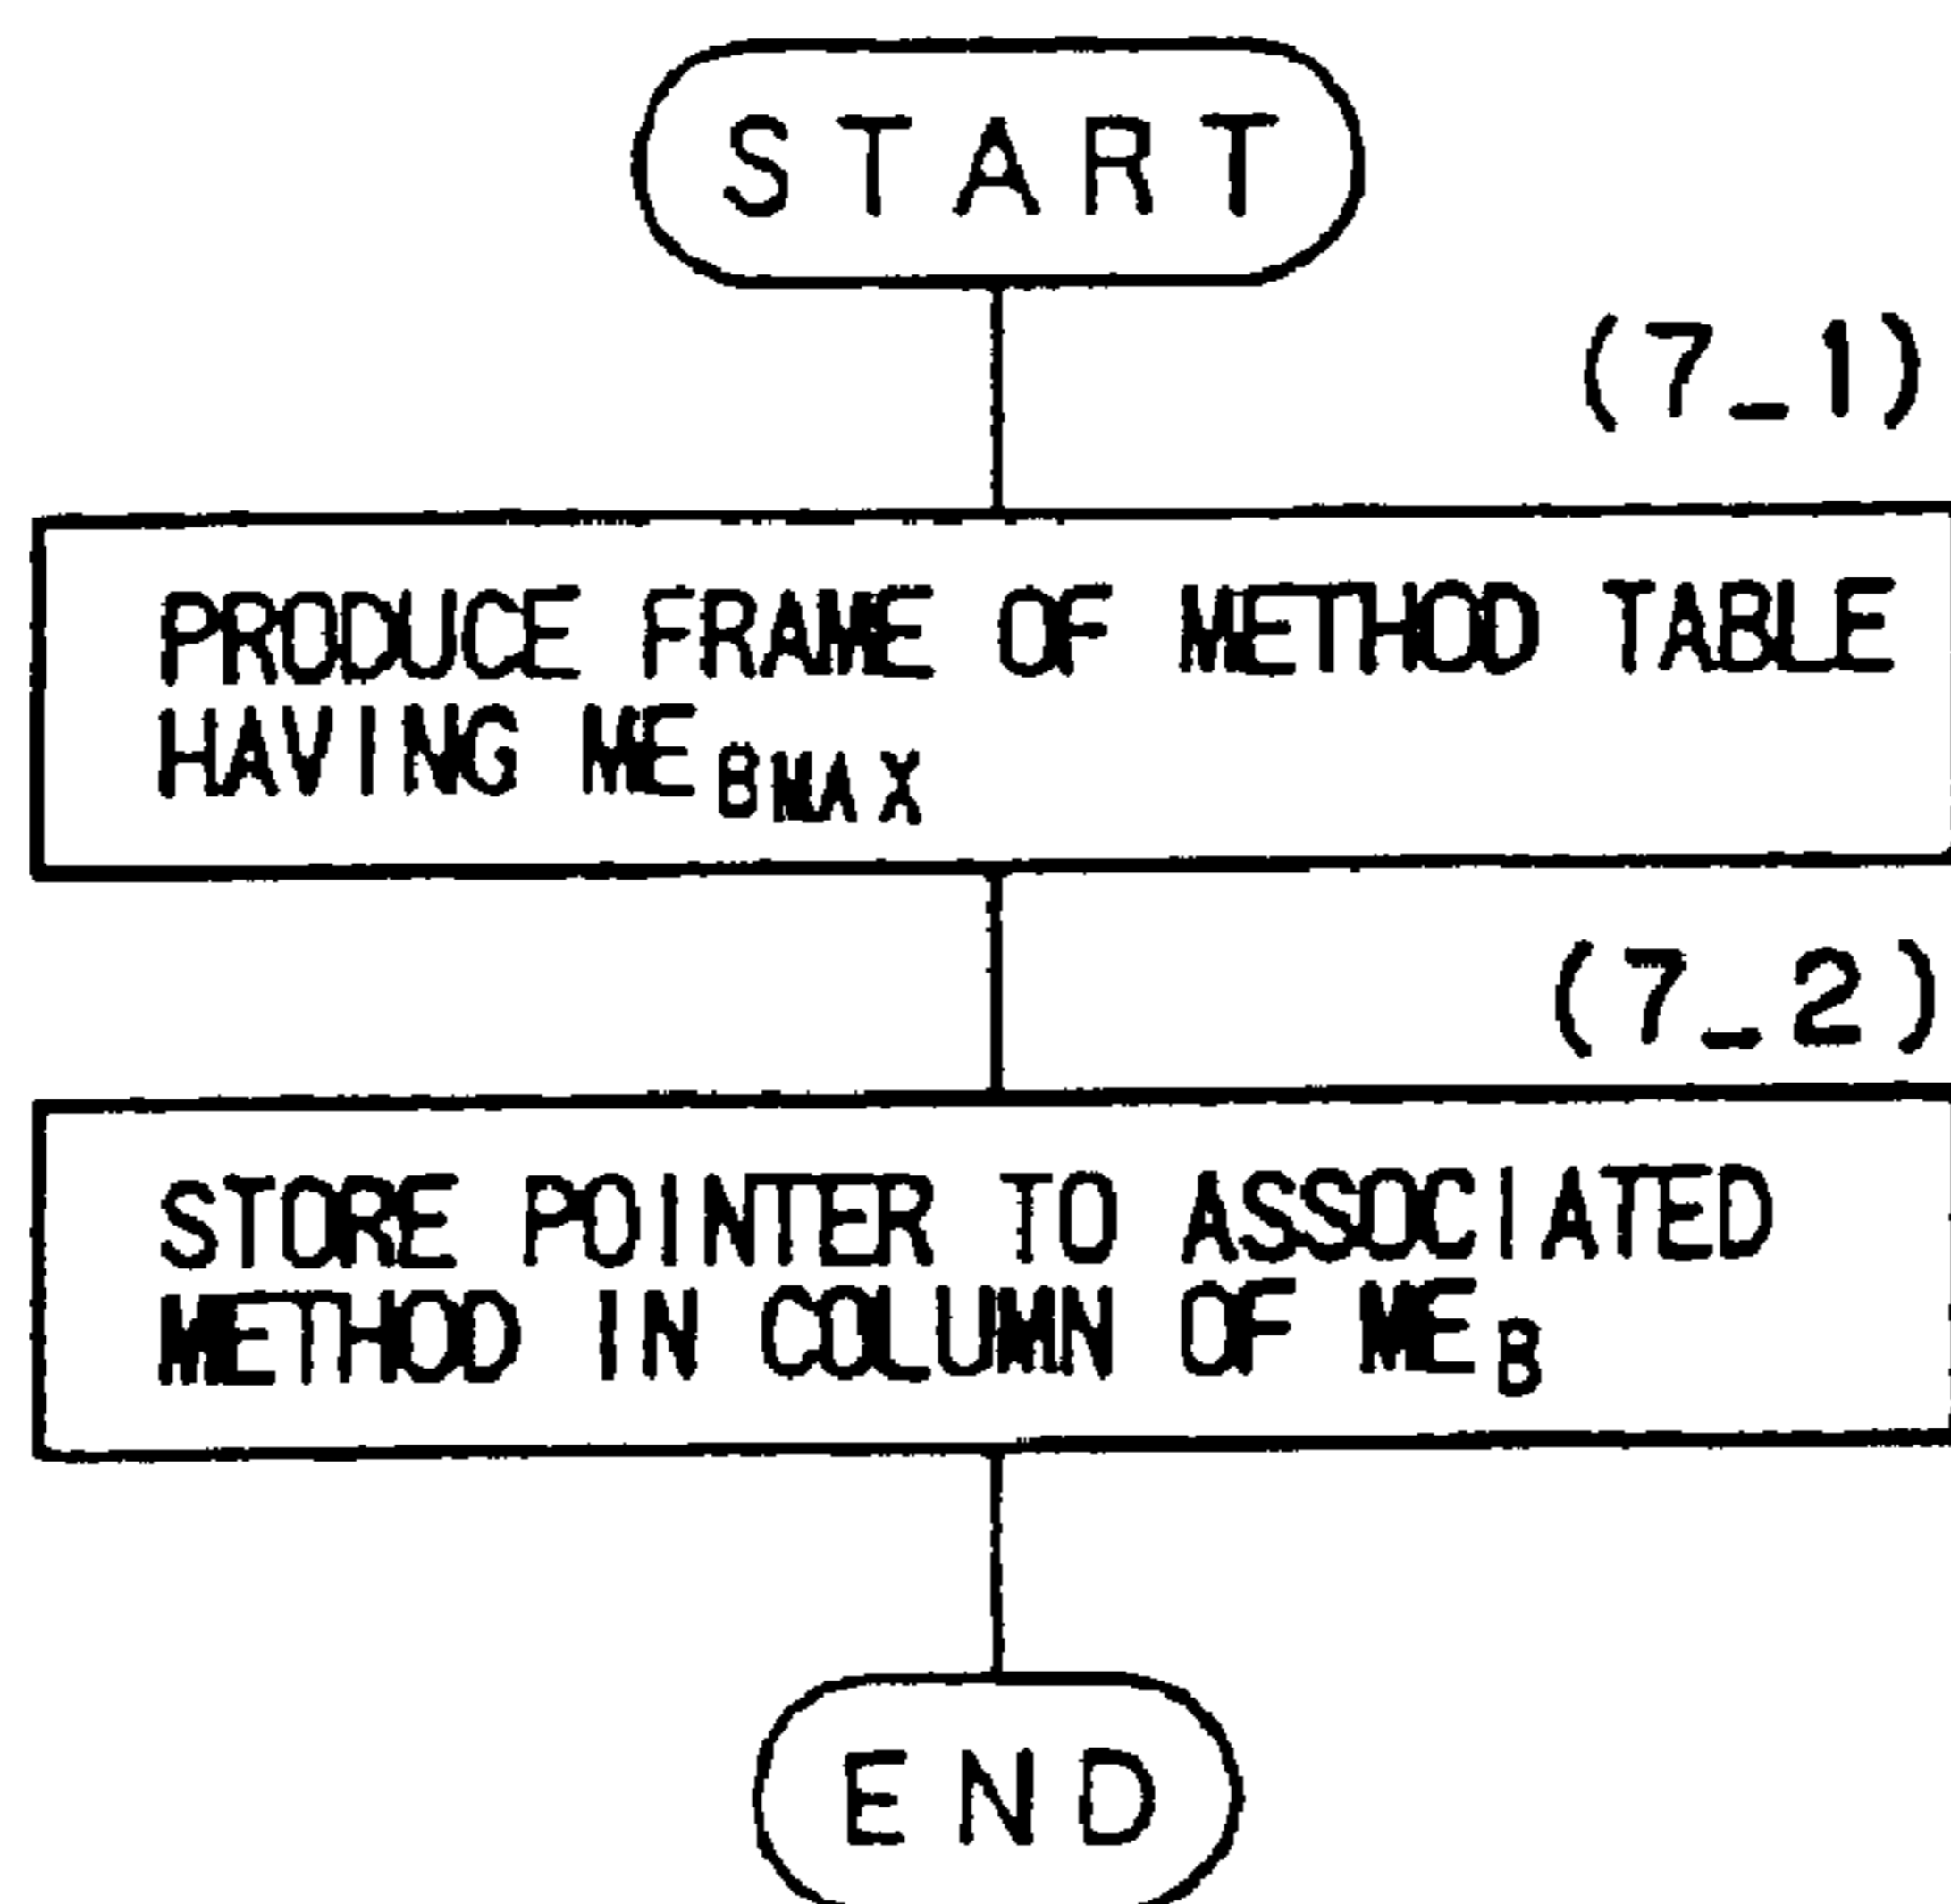 START
(7_1)
PRODUCE FRAME OF METHOD TABLE
HAVING ME BMAX
(7_2)
STORE POINTER TO ASSOCIATED
METHOD IN COLUMN OF ME B
END